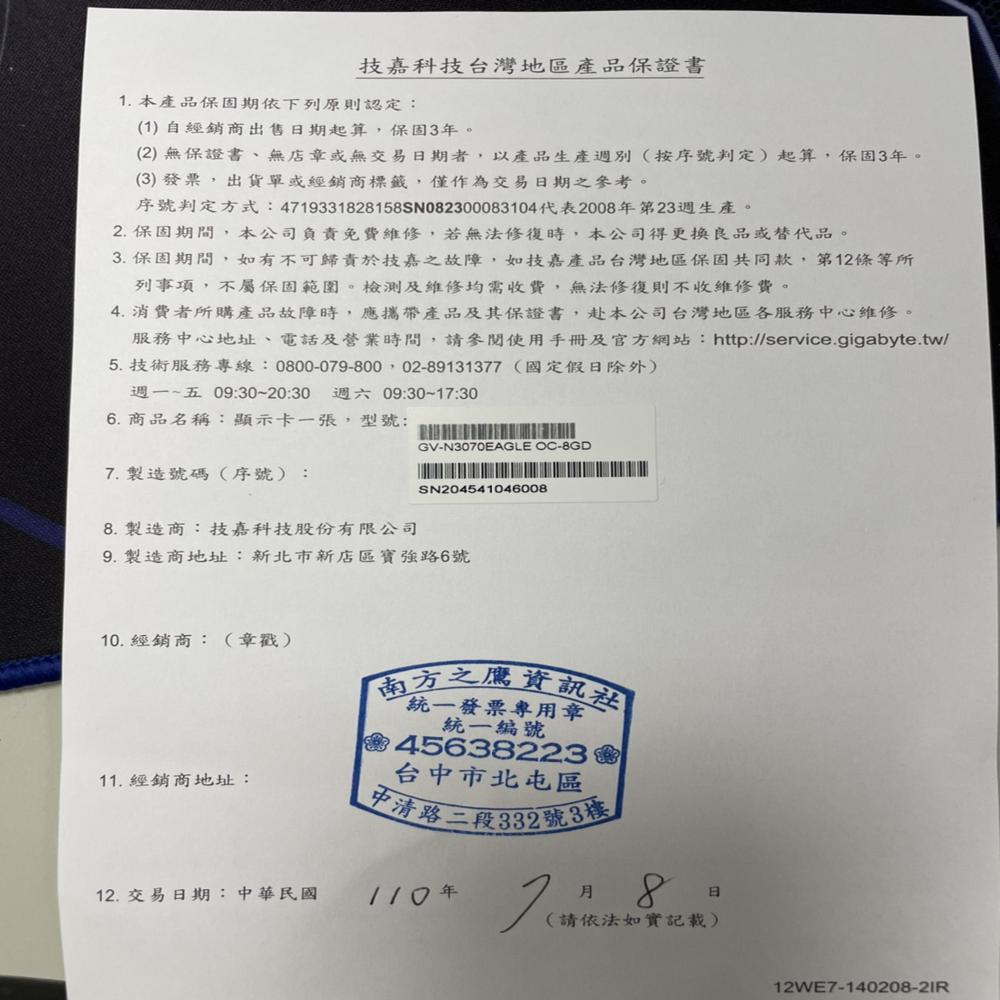 技嘉科技台灣地區產品保證書
1. 本產品保固期依下列原則認定：
(1) 自經銷商出售日期起算，保固3年。
(2) 無保證書、無店章或無交易日期者，以產品生產週別（按序號判定）起算，保固3年。
(3) 發票，出貨單或經銷商標籤，僅作為交易日期之參考。
序號判定方式：4719331828158SN082300083104代表2008年第23週生產。
2. 保固期間，本公司負責免費維修，若無法修復時，本公司得更換良品或替代品。
3. 保固期間，如有不可歸責於技嘉之故障，如技嘉產品台灣地區保固共同款，第12條等所
列事項，不屬保固範圍。檢測及維修均需收費，無法修復則不收維修費。
4. 消費者所購產品故障時，應攜帶產品及其保證書，赴本公司台灣地區各服務中心維修。
服務中心地址、電話及營業時間，請參閱使用手冊及官方網站：http://service.gigabyte.tw/
5. 技術服務專線：0800-079-800，02-89131377（國定假日除外）
週一~五 09:30~20:30 週六 09:30~17:30
6. 商品名稱：顯示卡一張，型號：
GV-N3070EAGLE OC-8GD
7. 製造號碼（序號）：
SN204541046008
8. 製造商：技嘉科技股份有限公司
9. 製造商地址：新北市新店區寶強路6號
10. 經銷商：（章戳）
南方之鷹資訊社
統一發票專用章
統一編號
45638223
台中市北屯區
中清路二段332號3樓
11. 經銷商地址：
12. 交易日期：中華民國 110 年 7 月 8 日
（請依法如實記載）
12WE7-140208-2IR